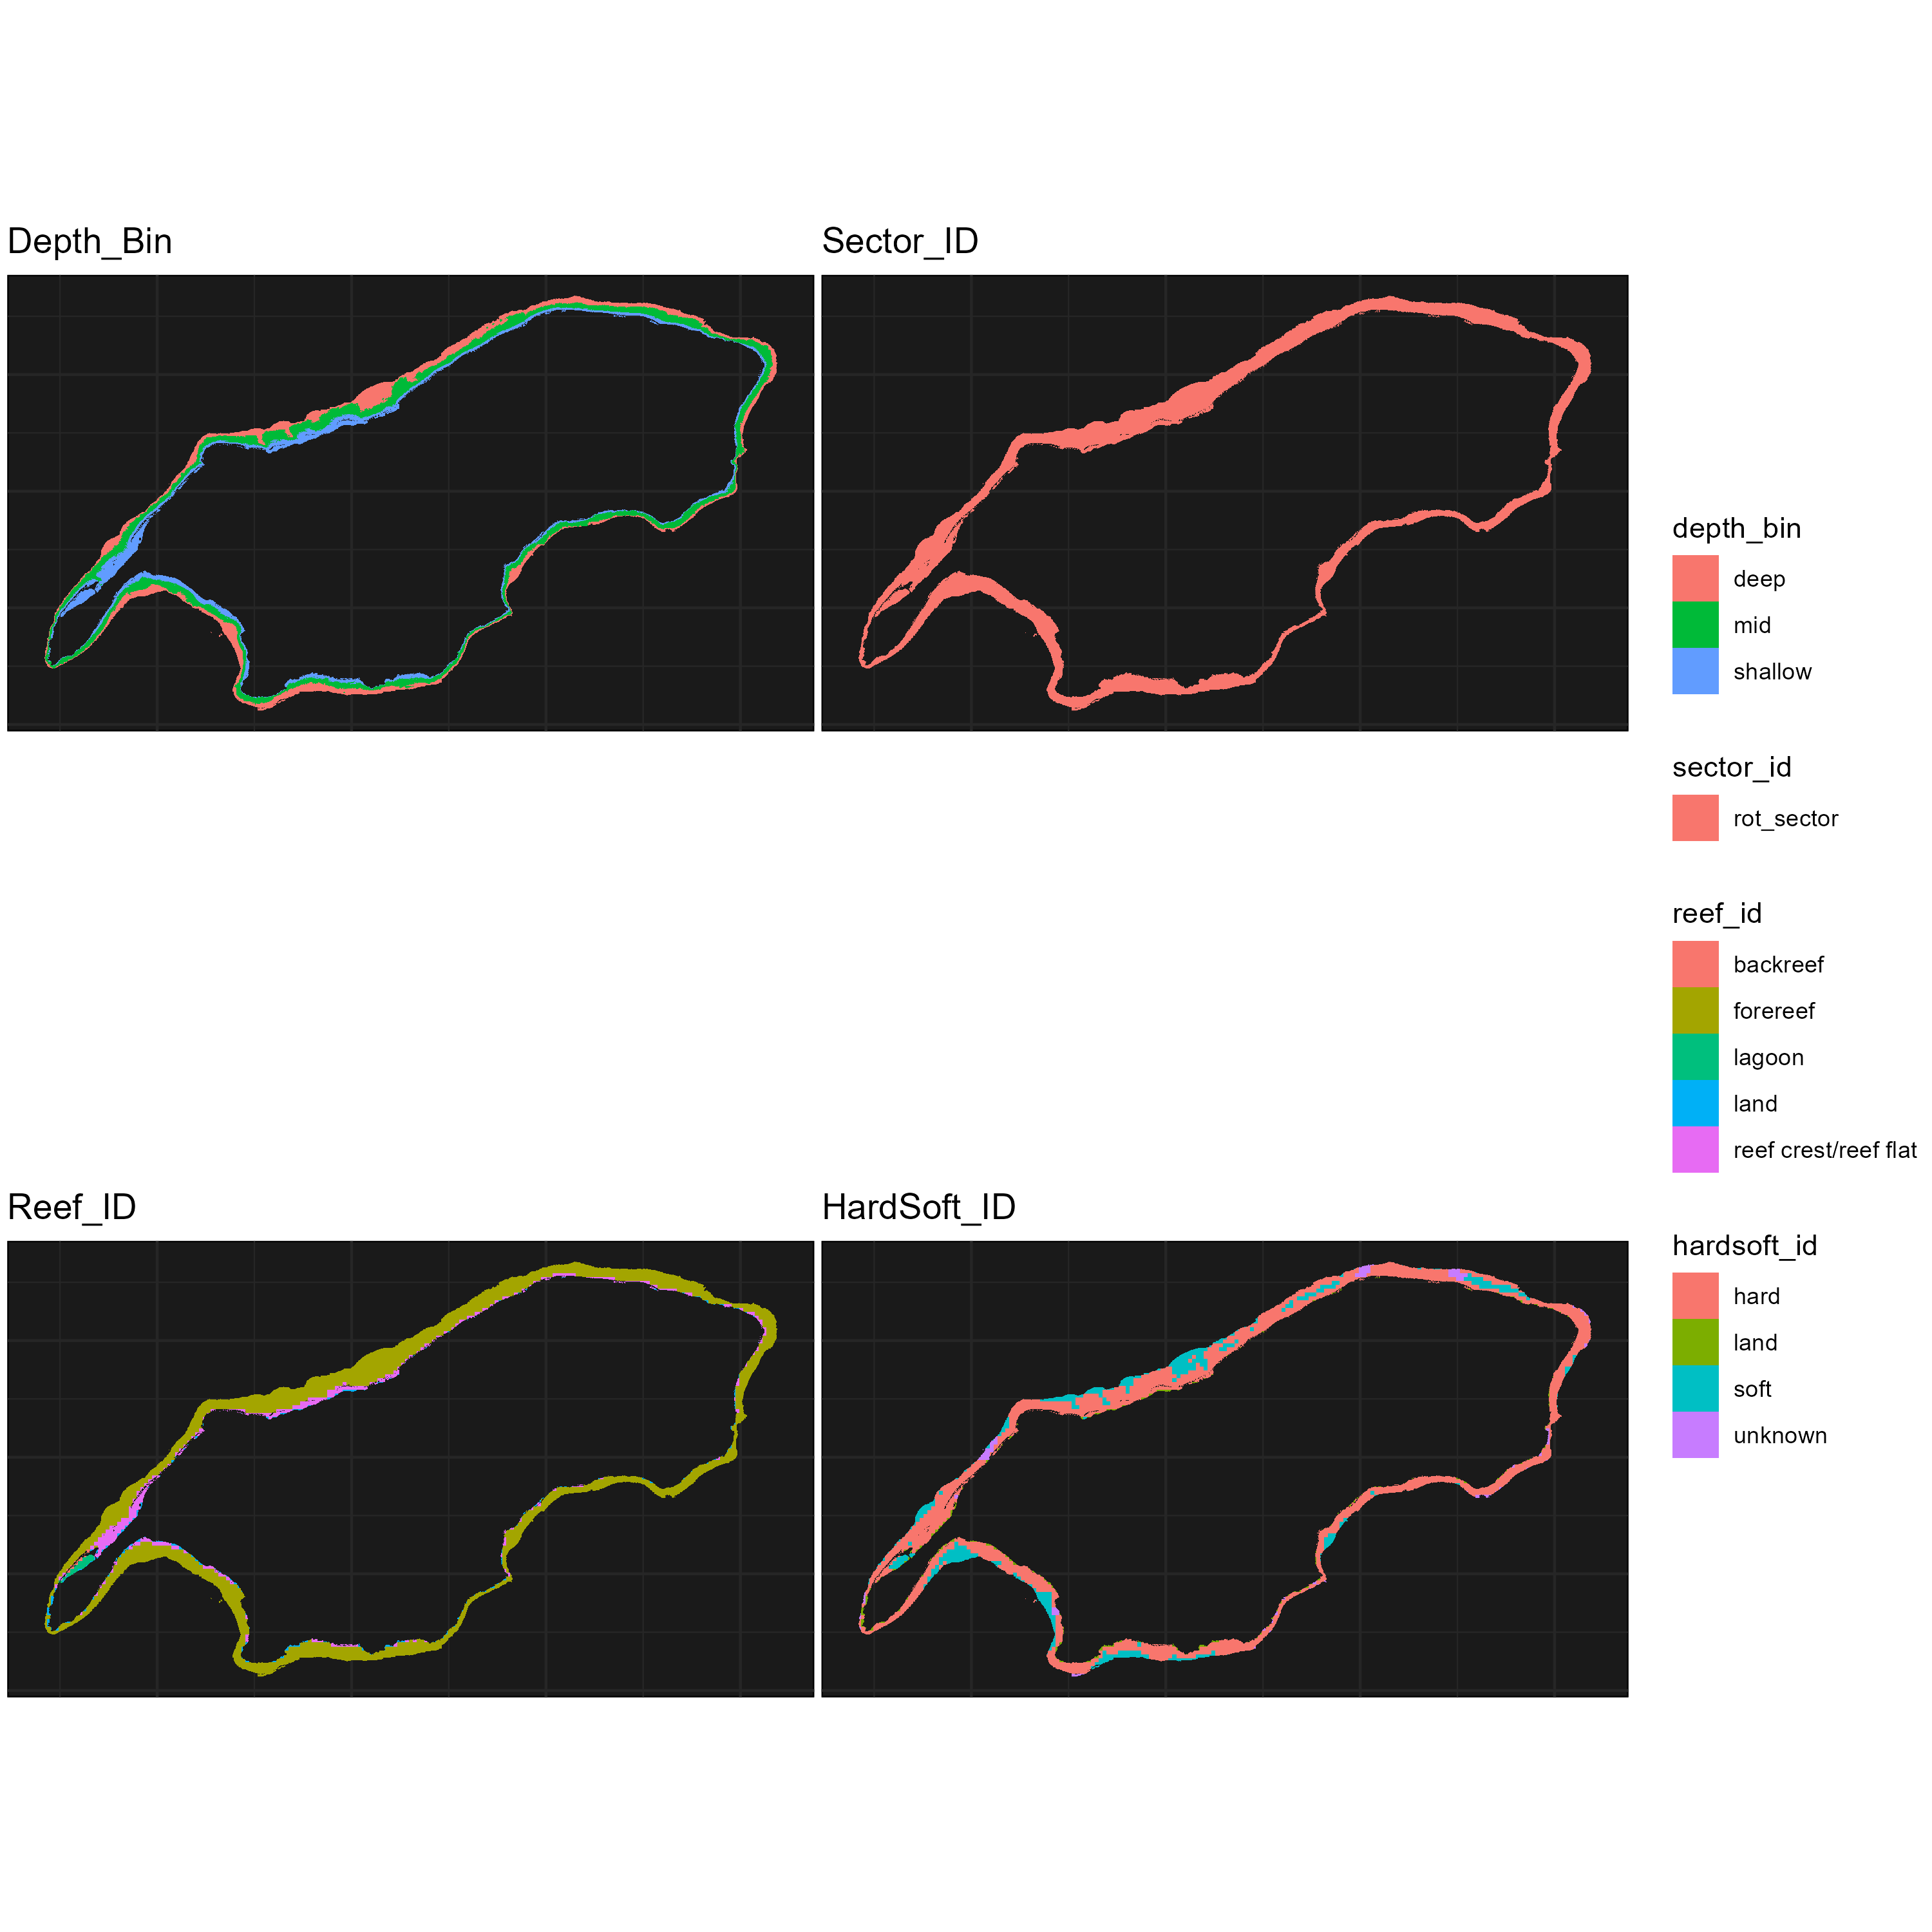 Depth_Bin
Sector_ID
depth_bin
deep
mid
shallow
sector_id
rot_sector
reef_id
backreef
forereef
lagoon
land
reef crest/reef flat
Reef_ID
HardSoft_ID
hardsoft_id
hard
land
soft
unknown